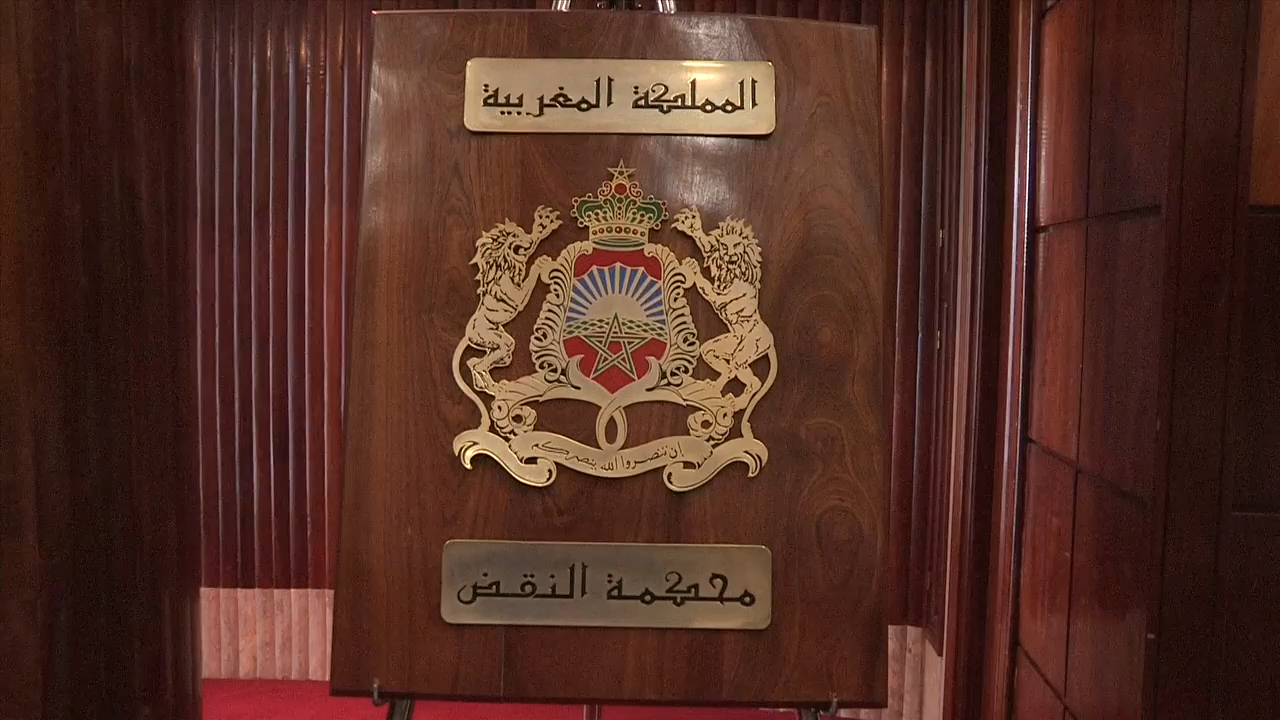 المملكة المغربية
إن تنصروا الله ينصركم
محكمة النقض